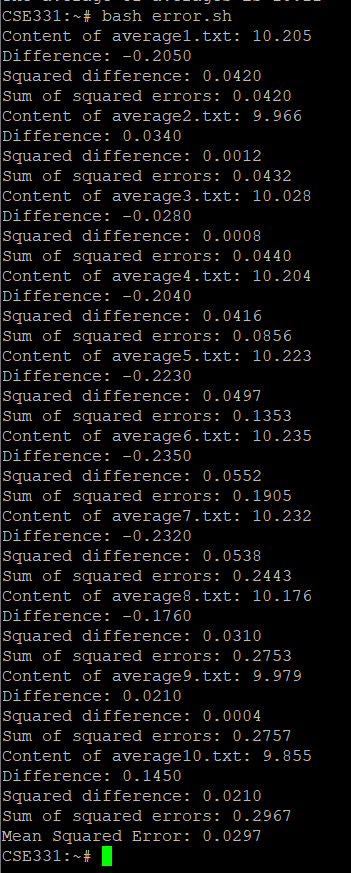 CSE331:~# bash error.sh
Content of average1.txt: 10.205
Difference: -0.2050
Squared difference: 0.0420
Sum of squared errors: 0.0420
Content of average2.txt: 9.966
Difference: 0.0340
Squared difference: 0.0012
Sum of squared errors: 0.0432
Content of average3.txt: 10.028
Difference: -0.0280
Squared difference: 0.0008
Sum of squared errors: 0.0440
Content of average4.txt: 10.204
Difference: -0.2040
Squared difference: 0.0416
Sum of squared errors: 0.0856
Content of average5.txt: 10.223
Difference: -0.2230
Squared difference: 0.0497
Sum of squared errors: 0.1353
Content of average6.txt: 10.235
Difference: -0.2350
Squared difference: 0.0552
Sum of squared errors: 0.1905
Content of average7.txt: 10.232
Difference: -0.2320
Squared difference: 0.0538
Sum of squared errors: 0.2443
Content of average8.txt: 10.176
Difference: -0.1760
Squared difference: 0.0310
Sum of squared errors: 0.2753
Content of average9.txt: 9.979
Difference: 0.0210
Squared difference: 0.0004
Sum of squared errors: 0.2757
Content of average10.txt: 9.855
Difference: 0.1450
Squared difference: 0.0210
Sum of squared errors: 0.2967
Mean Squared Error: 0.0297
CSE331:~#